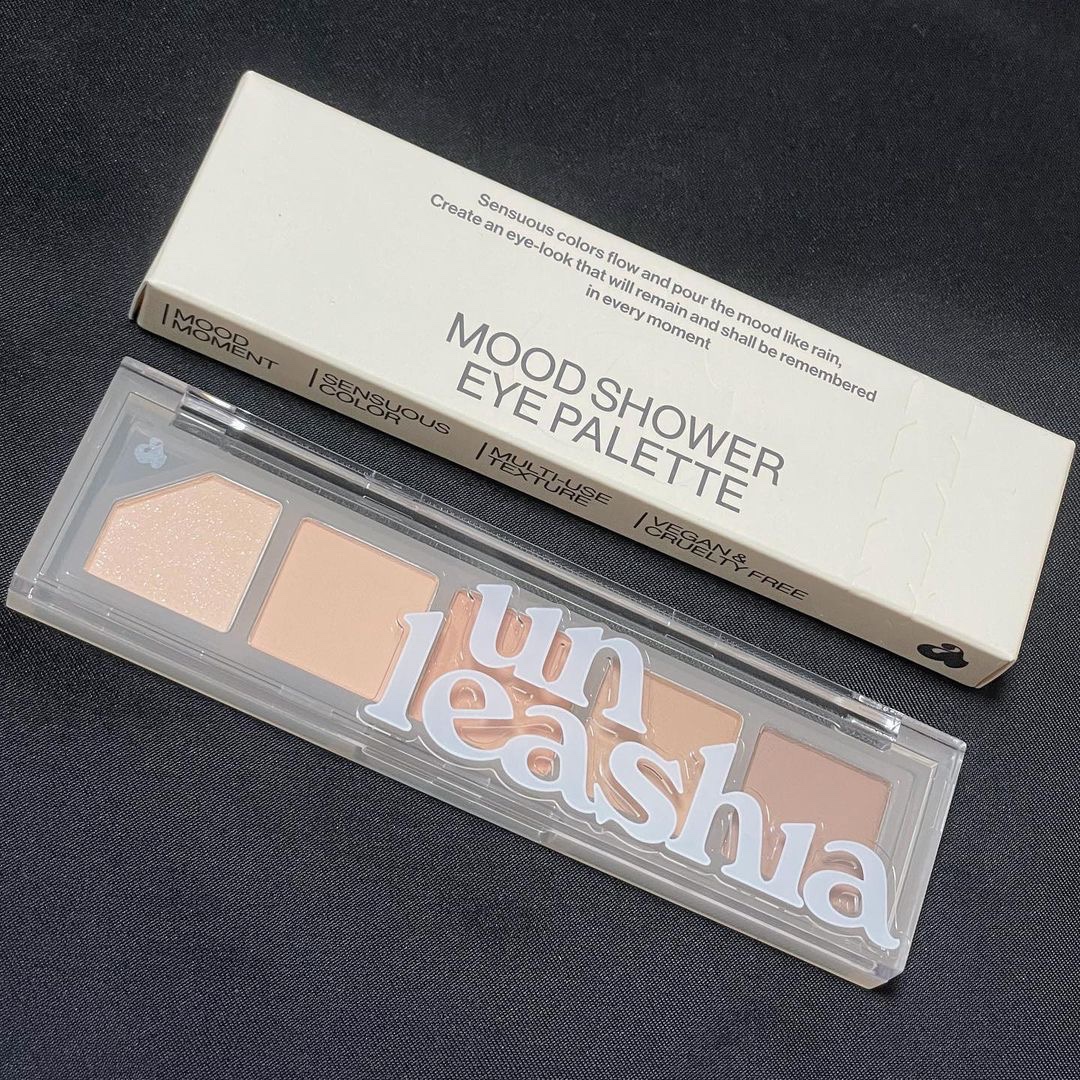 Sensuous colors flow and pour the mood like rain,
Create an eye-look that will remain and shall be remembered
in every moment
MOOD SHOWER
EYE PALETTE
MOOD
MOMENT
SENSUOUS
COLOR
MULTI-USE
TEXTURE
VEGAN &
CRUELTY FREE
un
leashia